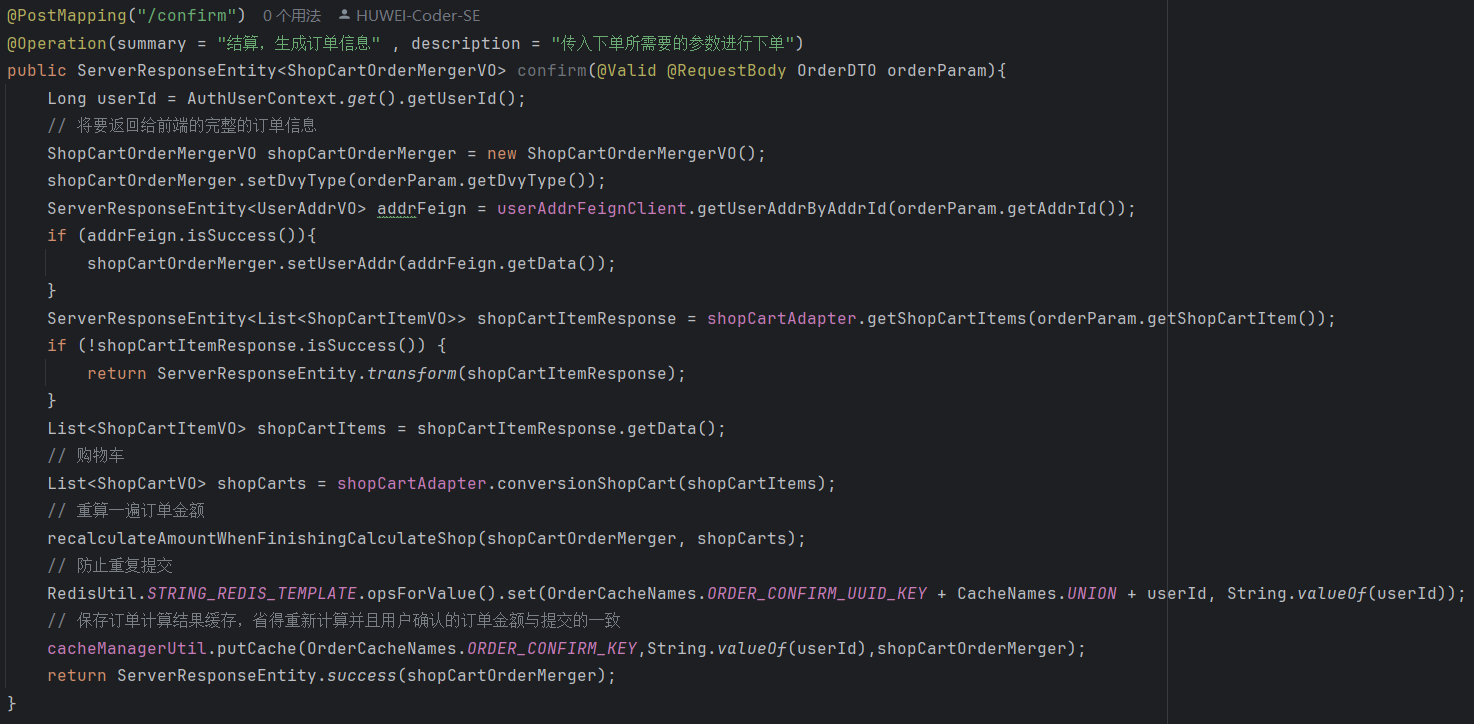 @PostMapping("/confirm") 0 个用法 HUWEI-Coder-SE
@Operation(summary = "结算，生成订单信息" , description = "传入下单所需要的参数进行下单")
public ServerResponseEntity<ShopCartOrderMergerVO> confirm(@Valid @RequestBody OrderDTO orderParam){
    Long userId = AuthUserContext.get().getUserId();
    // 将要返回给前端的完整的订单信息
    ShopCartOrderMergerVO shopCartOrderMerger = new ShopCartOrderMergerVO();
    shopCartOrderMerger.setDvyType(orderParam.getDvyType());
    ServerResponseEntity<UserAddrVO> addrFeign = userAddrFeignClient.getUserAddrByAddrId(orderParam.getAddrId());
    if (addrFeign.isSuccess()){
        shopCartOrderMerger.setUserAddr(addrFeign.getData());
    }
    ServerResponseEntity<List<ShopCartItemVO>> shopCartItemResponse = shopCartAdapter.getShopCartItems(orderParam.getShopCartItem());
    if (!shopCartItemResponse.isSuccess()) {
        return ServerResponseEntity.transform(shopCartItemResponse);
    }
    List<ShopCartItemVO> shopCartItems = shopCartItemResponse.getData();
    // 购物车
    List<ShopCartVO> shopCarts = shopCartAdapter.conversionShopCart(shopCartItems);
    // 重算一遍订单金额
    recalculateAmountWhenFinishingCalculateShop(shopCartOrderMerger, shopCarts);
    // 防止重复提交
    RedisUtil.STRING_REDIS_TEMPLATE.opsForValue().set(OrderCacheNames.ORDER_CONFIRM_UUID_KEY + CacheNames.UNION + userId, String.valueOf(userId));
    // 保存订单计算结果缓存，省得重新计算并且用户确认的订单金额与提交的一致
    cacheManagerUtil.putCache(OrderCacheNames.ORDER_CONFIRM_KEY,String.valueOf(userId),shopCartOrderMerger);
    return ServerResponseEntity.success(shopCartOrderMerger);
}